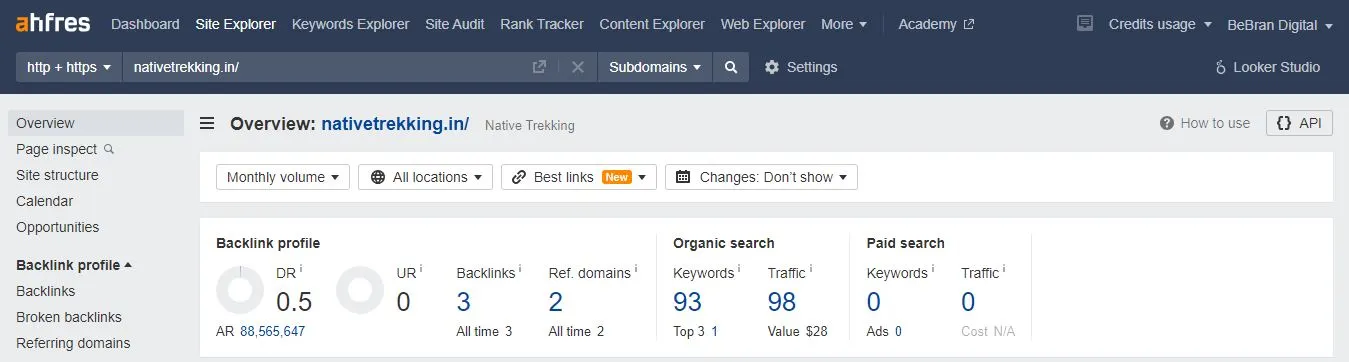 ahfres Dashboard Site Explorer Keywords Explorer Site Audit Rank Tracker Content Explorer Web Explorer More Academy Credits usage BeBran Digital
http + https nativetrekking.in/ Subdomains Settings Looker Studio
Overview
Page inspect
Site structure
Calendar
Opportunities
Backlink profile
Backlinks
Broken backlinks
Referring domains
Overview: nativetrekking.in/ Native Trekking How to use {} API
Monthly volume All locations Best links New Changes: Don't show
Backlink profile
DR i UR i Backlinks i Ref. domains i
0.5 0 3 2
AR 88,565,647 All time 3 All time 2
Organic search
Keywords i Traffic i
93 98
Top 3 1 Value $28
Paid search
Keywords i Traffic i
0 0
Ads 0 Cost N/A